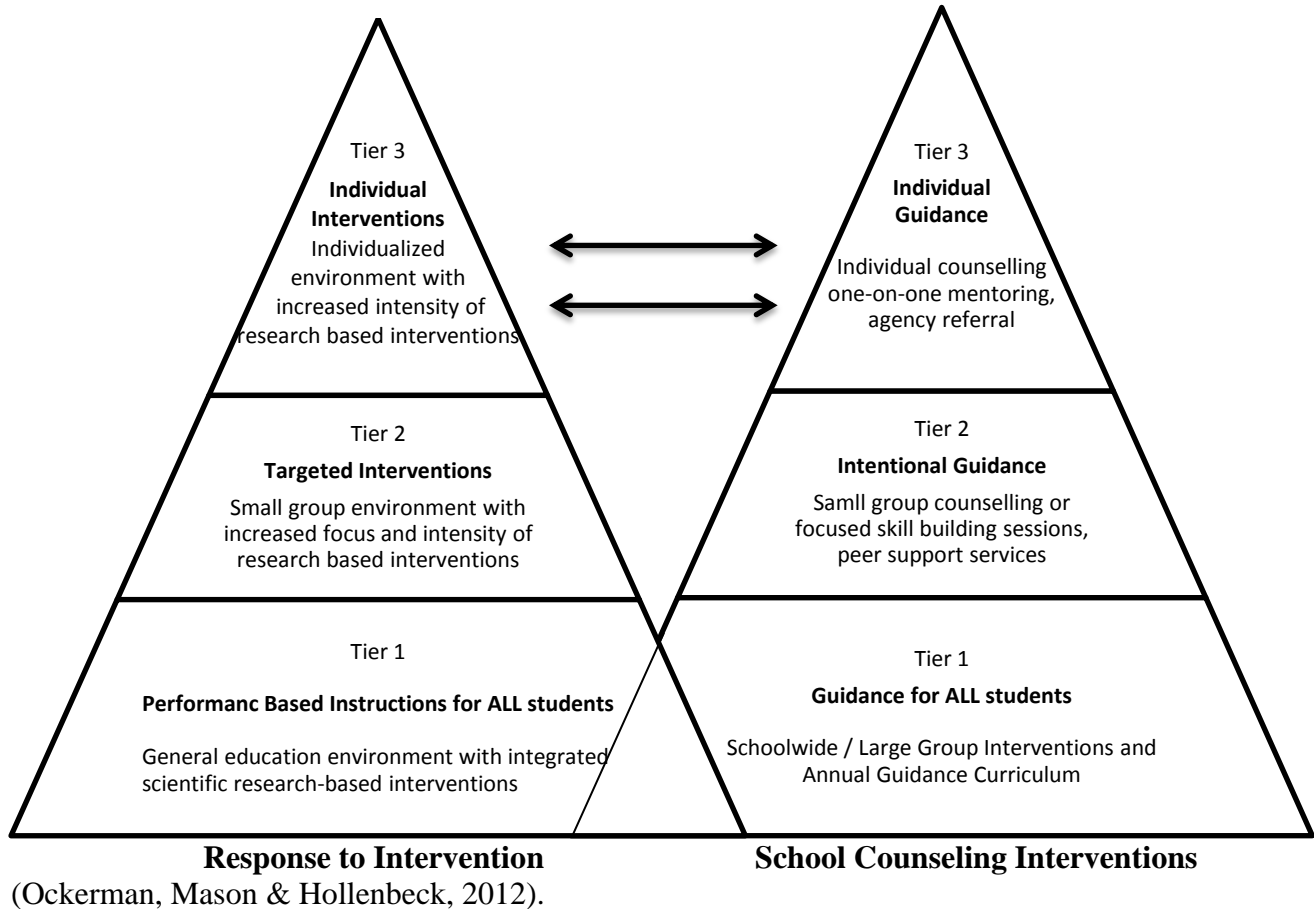 Tier 3
Individual
Interventions
Individualized
environment with
increased intensity of
research based interventions
Tier 2
Targeted Interventions
Small group environment with
increased focus and intensity of
research based interventions
Tier 1
Performanc Based Instructions for ALL students
General education environment with integrated
scientific research-based interventions
Tier 3
Individual
Guidance
Individual counselling
one-on-one mentoring,
agency referral
Tier 2
Intentional Guidance
Samll group counselling or
focused skill building sessions,
peer support services
Tier 1
Guidance for ALL students
Schoolwide / Large Group Interventions and
Annual Guidance Curriculum
Response to Intervention
School Counseling Interventions
(Ockerman, Mason & Hollenbeck, 2012).